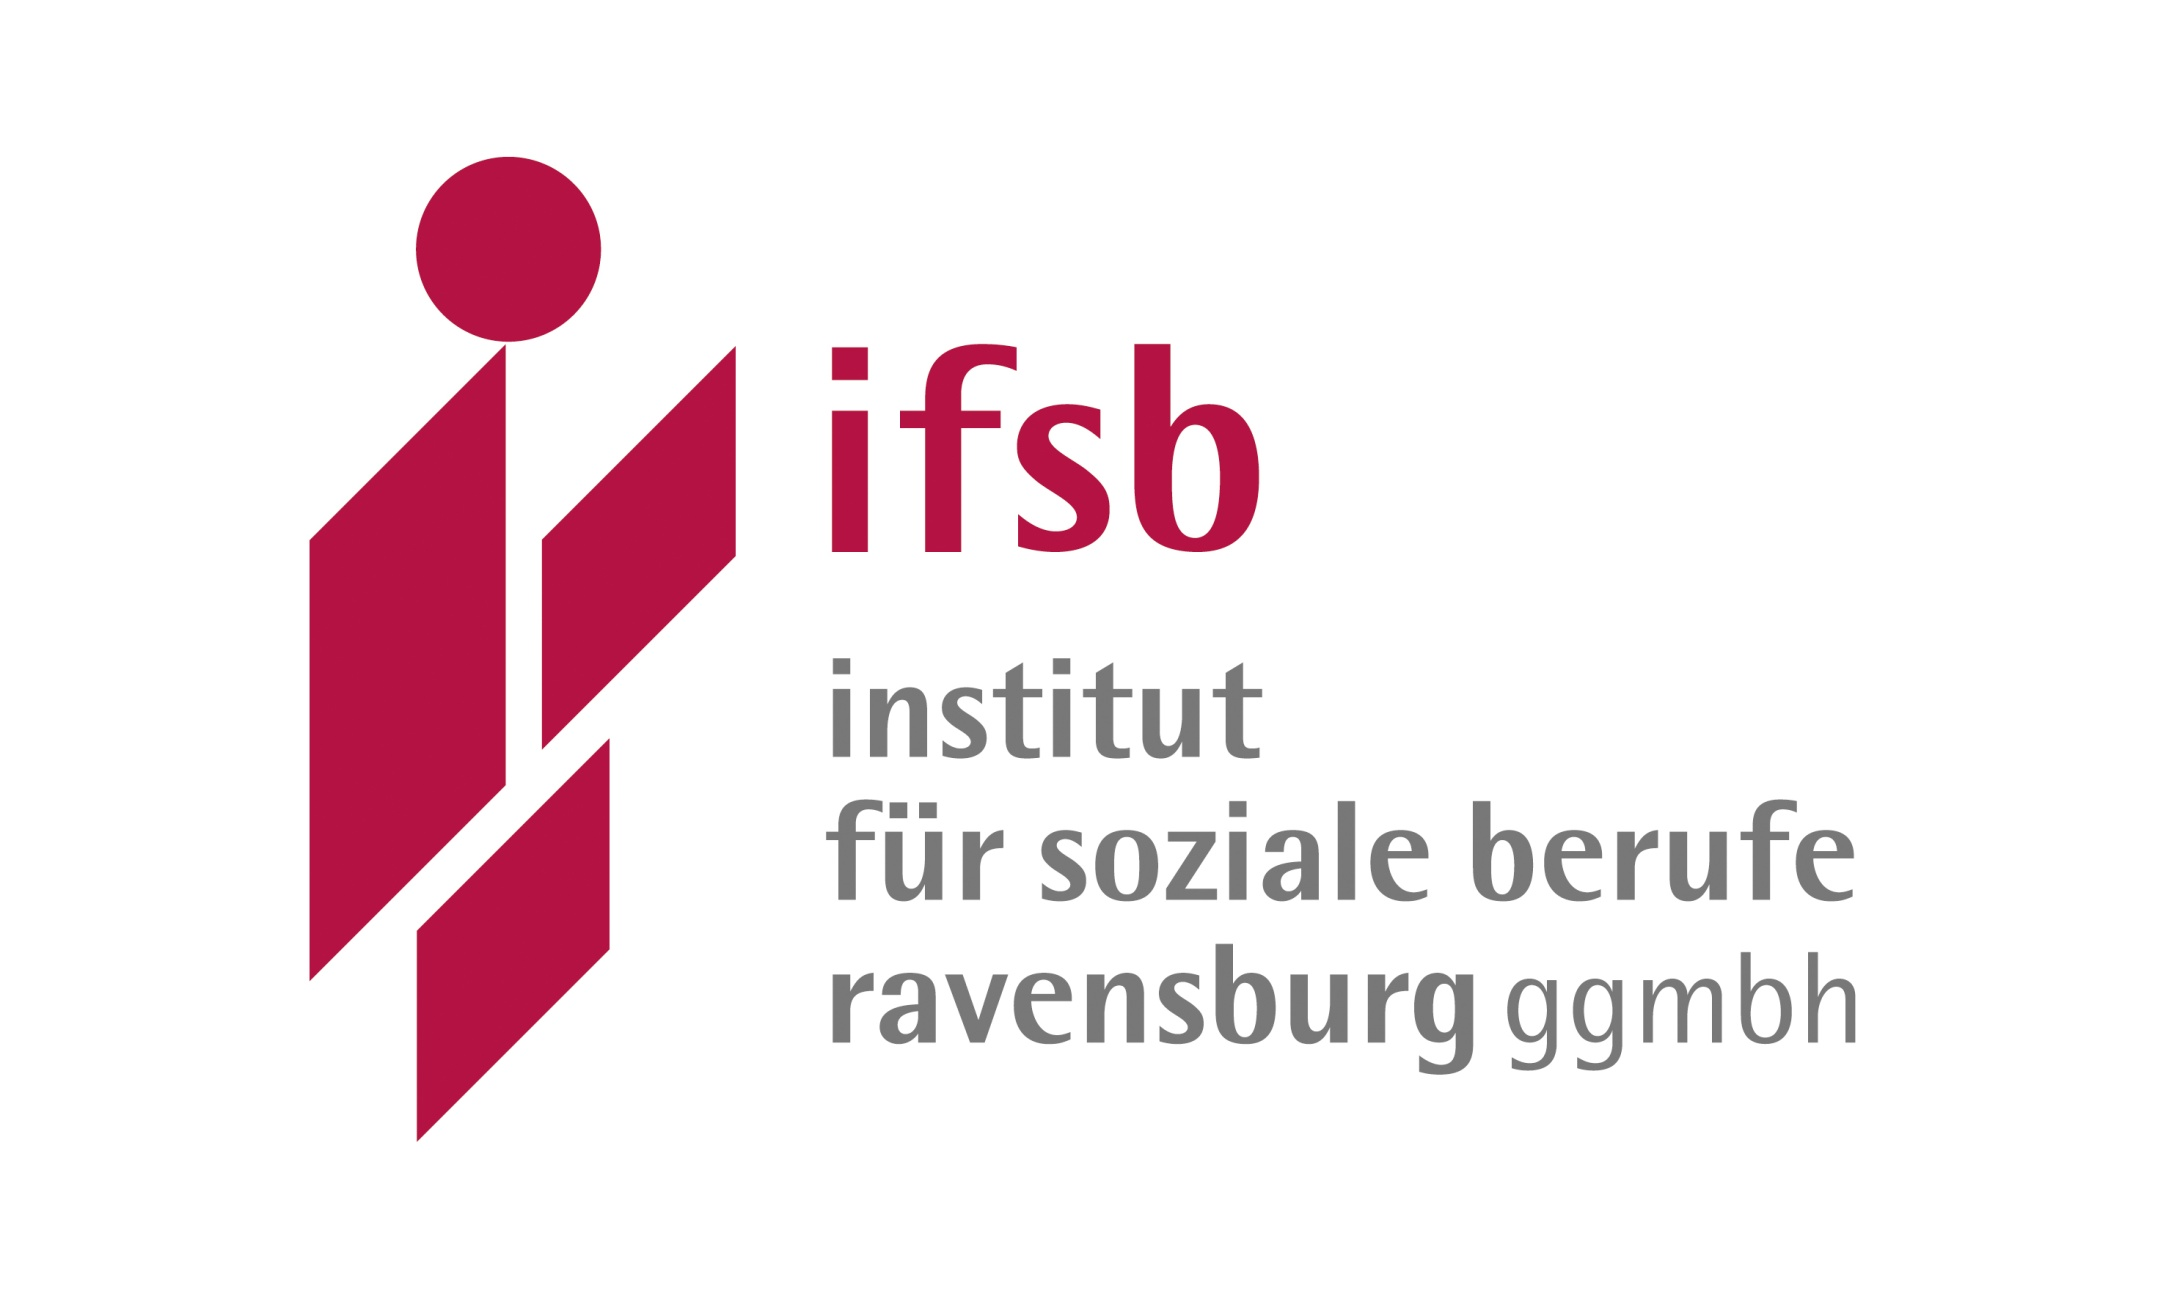 ifsb
institut
für soziale berufe
ravensburg ggmbh